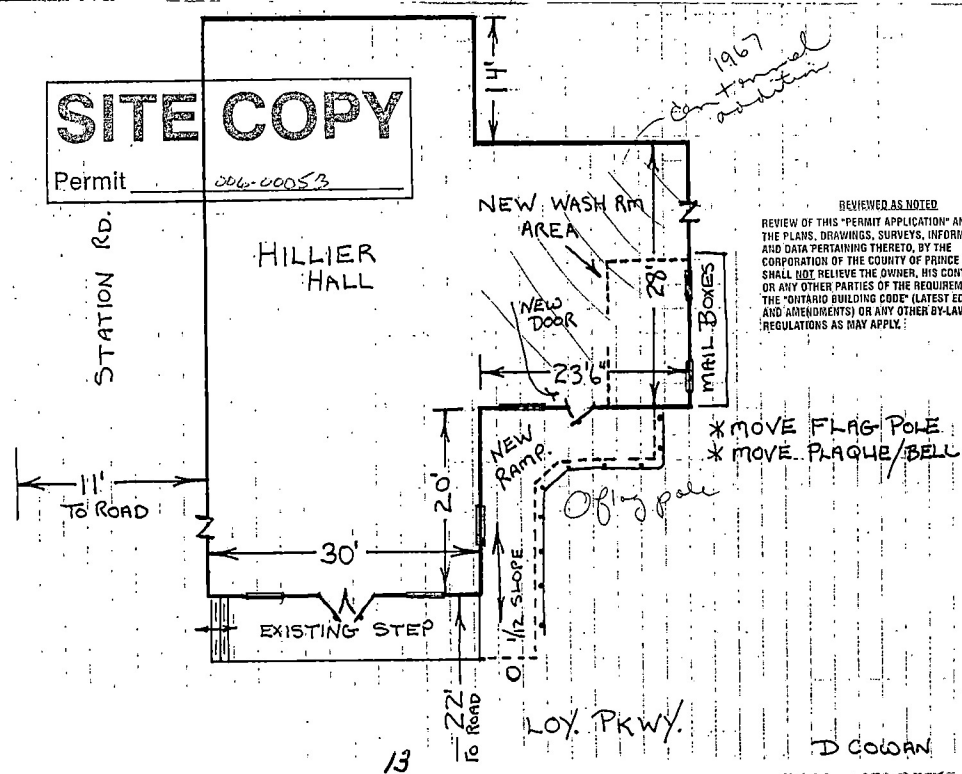 1967
centennial
addition
14'
SITE COPY
Permit 006-00053
NEW WASH RM
AREA
REVIEWED AS NOTED
REVIEW OF THIS "PERMIT APPLICATION" AN
THE PLANS, DRAWINGS, SURVEYS, INFORM
AND DATA PERTAINING THERETO, BY THE
CORPORATION OF THE COUNTY OF PRINCE
SHALL NOT RELIEVE THE OWNER, HIS CONT
OR ANY OTHER PARTIES OF THE REQUIREM
THE "ONTARIO BUILDING CODE" (LATEST ED
AND AMENDMENTS) OR ANY OTHER BY-LAW
REGULATIONS AS MAY APPLY.
STATION RD.
HILLIER
HALL
28'
MAIL BOXES
NEW
DOOR
23'6"
* MOVE FLAG POLE
* MOVE PLAQUE/BELL
NEW
RAMP.
20'
11'
TO ROAD
O flag pole
30'
1/12 SLOPE
EXISTING STEP
0
22'
TO ROAD
LOY. PKWY.
13
D COWAN